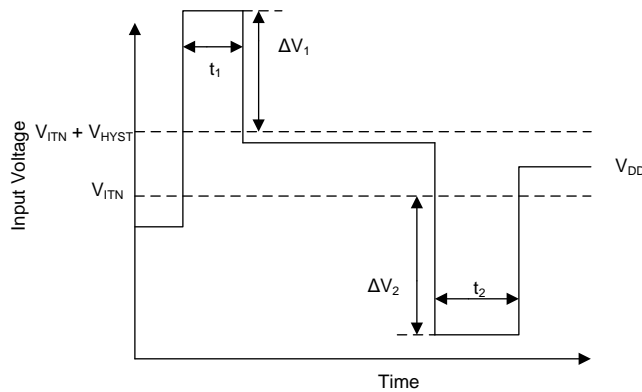 ΔV1
t1
VITN + VHYST
VDD
VITN
Input Voltage
ΔV2
t2
Time